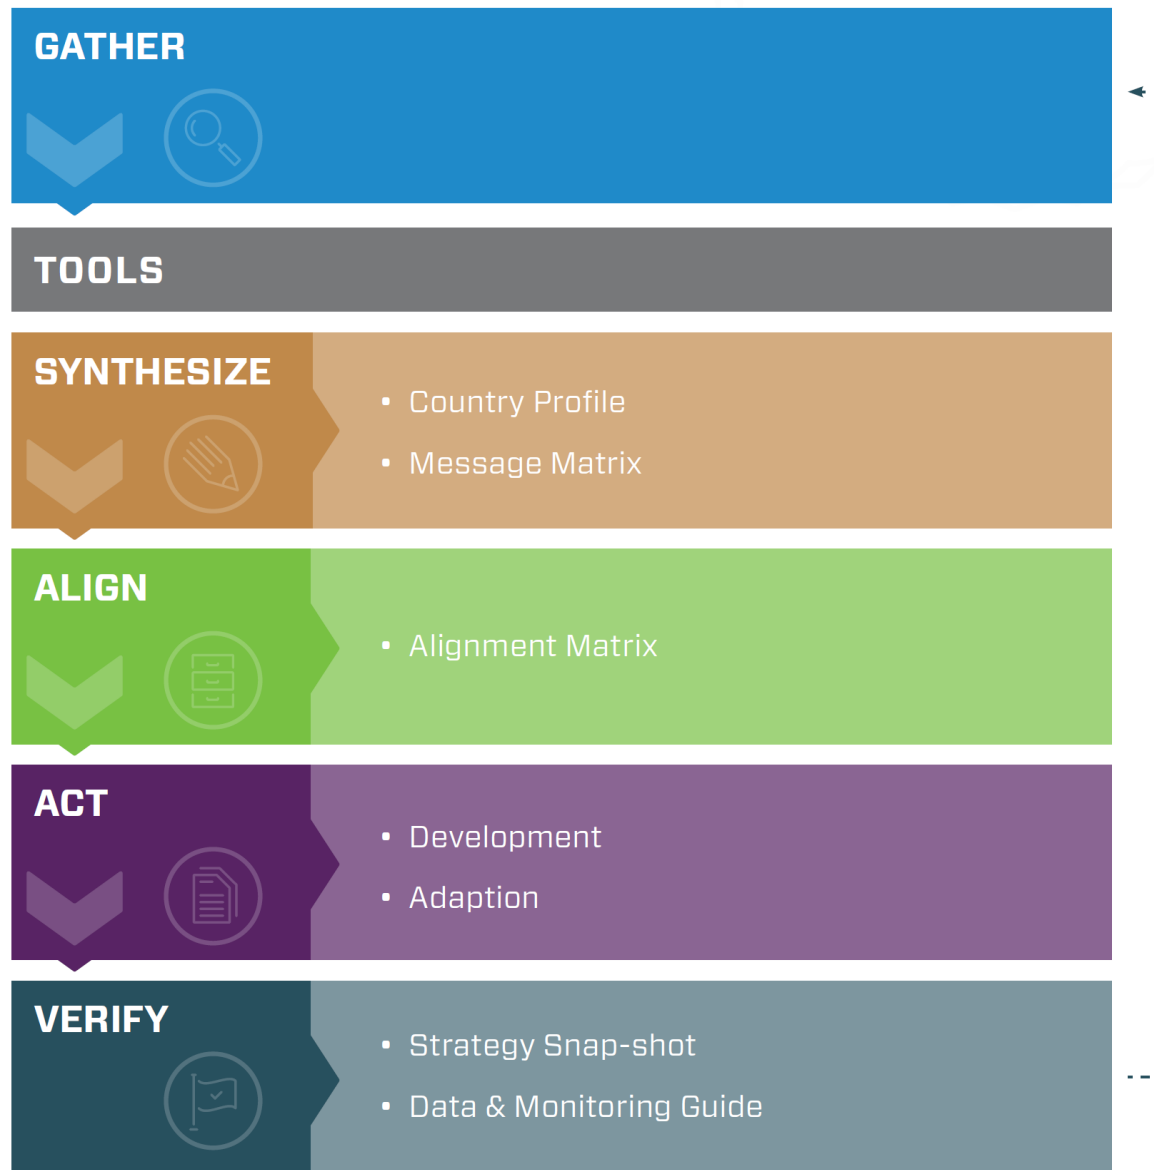 GATHER
TOOLS
SYNTHESIZE
• Country Profile
• Message Matrix
ALIGN
• Alignment Matrix
ACT
• Development
• Adaption
VERIFY
• Strategy Snap-shot
• Data & Monitoring Guide